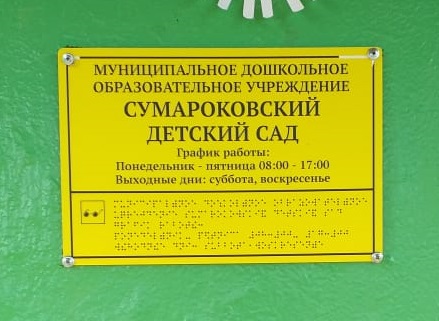 МУНИЦИПАЛЬНОЕ ДОШКОЛЬНОЕ
ОБРАЗОВАТЕЛЬНОЕ УЧРЕЖДЕНИЕ
СУМАРОКОВСКИЙ
ДЕТСКИЙ САД
График работы:
Понедельник - пятница 08:00 - 17:00
Выходные дни: суббота, воскресенье